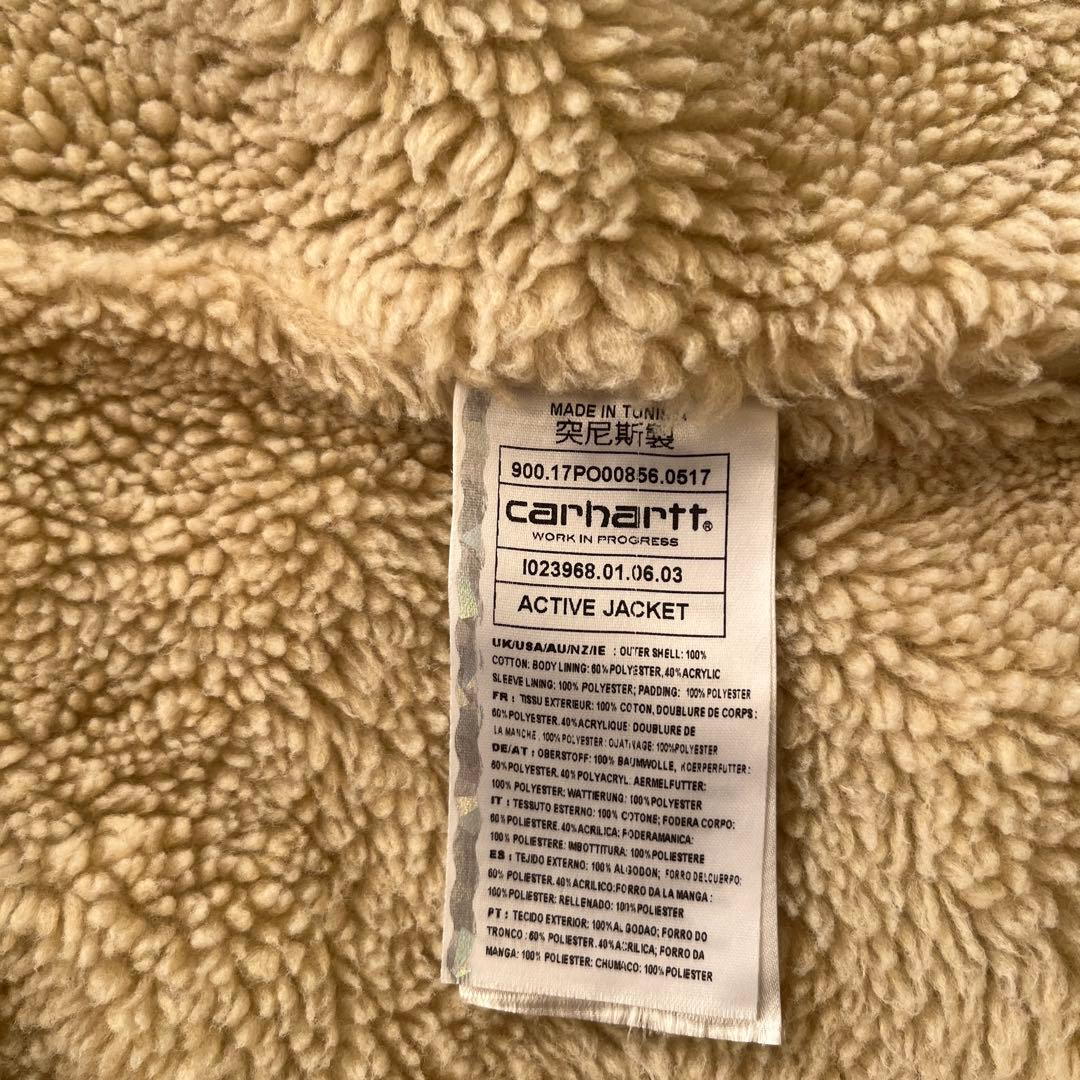 MADE IN TUNISIA
突尼斯製
900.17PO00856.0517
carhartt®
WORK IN PROGRESS
I023968.01.06.03
ACTIVE JACKET
UK/USA/AU/NZ/IE : OUTER SHELL: 100%
COTTON; BODY LINING: 60% POLYESTER, 40% ACRYLIC
SLEEVE LINING: 100% POLYESTER; PADDING: 100% POLYESTER
FR : TISSU EXTERIEUR: 100% COTON, DOUBLURE DE CORPS:
60% POLYESTER, 40% ACRYLIQUE: DOUBLURE DE
LA MANCHE, 100% POLYESTER: OUATINAGE: 100% POLYESTER
DE/AT : OBERSTOFF: 100% BAUMWOLLE, KOERPERFUTTER:
60% POLYESTER, 40% POLYACRYL, AERMELFUTTER:
100% POLYESTER; WATTIERUNG: 100% POLYESTER
IT : TESSUTO ESTERNO: 100% COTONE; FODERA CORPO:
60% POLIESTERE, 40% ACRILICA; FODERAMANICA:
100% POLIESTERE: IMBOTTITURA: 100% POLIESTERE
ES : TEJIDO EXTERNO: 100% ALGODON; FORRO DELCUERPO:
60% POLIESTER, 40% ACRILICO: FORRO DA LA MANGA:
100% POLIESTER: RELLENADO: 100% POLIESTER
PT : TECIDO EXTERIOR: 100% ALGODAO; FORRO DO
TRONCO: 60% POLIESTER, 40% ACRILICA; FORRO DA
MANGA: 100% POLIESTER: CHUMACO: 100% POLIESTER